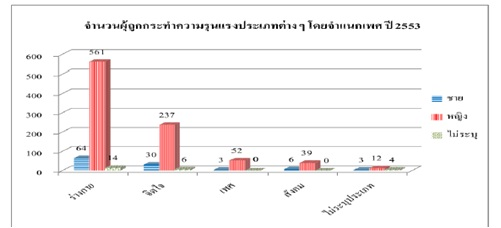 จำนวนผู้ถูกกระทำความรุนแรงประเภทต่างๆ โดยจำแนกเพศ ปี 2553
600
500
400
300
200
100
0
561
64
14
237
30
6
52
3
0
39
6
0
3
12
4
ร่างกาย
จิตใจ
เพศ
สังคม
ไม่ระบุประเภท
ชาย
หญิง
ไม่ระบุ